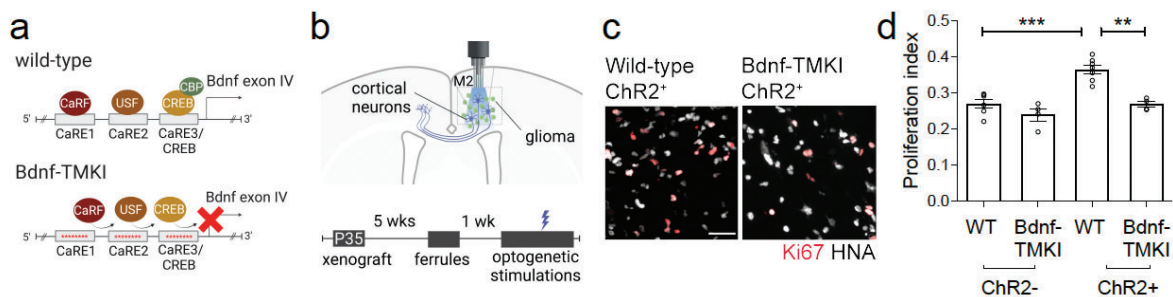 a
wild-type
CBP
Bdnf exon IV
CaRF
USF
CREB
5'
3'
CaRE1
CaRE2
CaRE3/
CREB
Bdnf-TMKI
CaRF
USF
CREB
Bdnf exon IV
5'
********
********
********
3'
CaRE1
CaRE2
CaRE3/
CREB
b
M2
cortical
neurons
glioma
5 wks
1 wk
P35
xenograft
ferrules
optogenetic
stimulations
c
Wild-type
ChR2+
Bdnf-TMKI
ChR2+
Ki67 HNA
d
***
**
Proliferation index
0.5
0.4
0.3
0.2
0.1
0.0
WT
Bdnf-
TMKI
WT
Bdnf-
TMKI
ChR2-
ChR2+